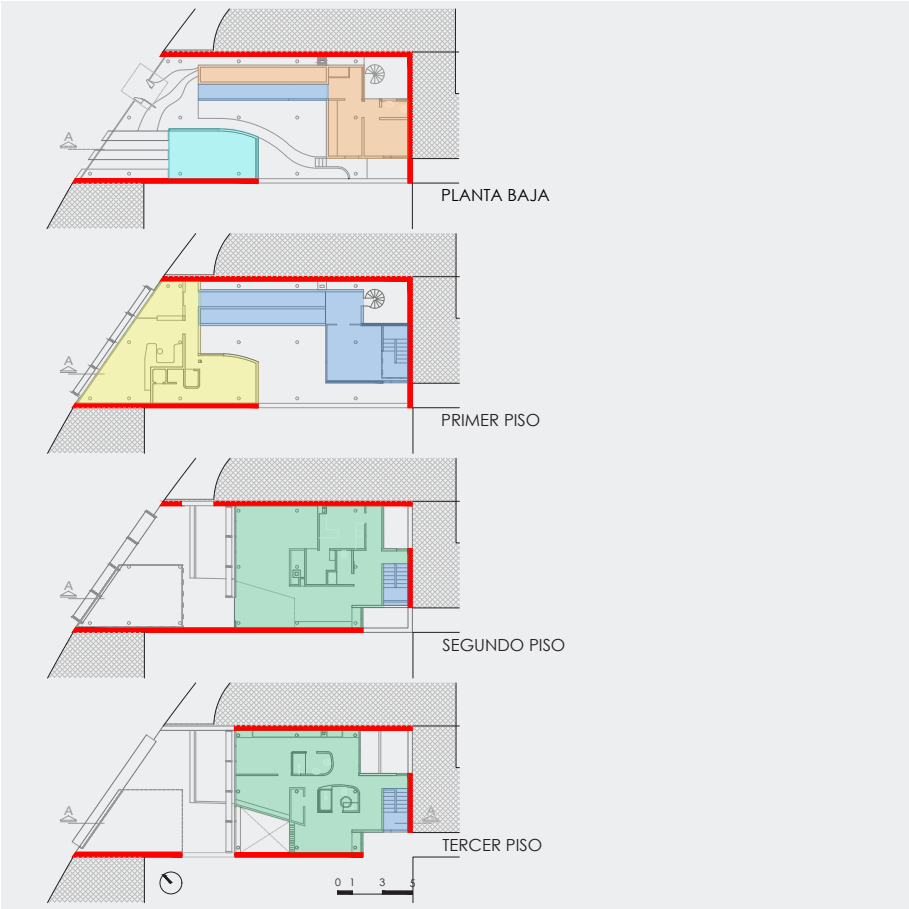 A
PLANTA BAJA
A
PRIMER PISO
A
SEGUNDO PISO
A
A
TERCER PISO
0 1 3 5